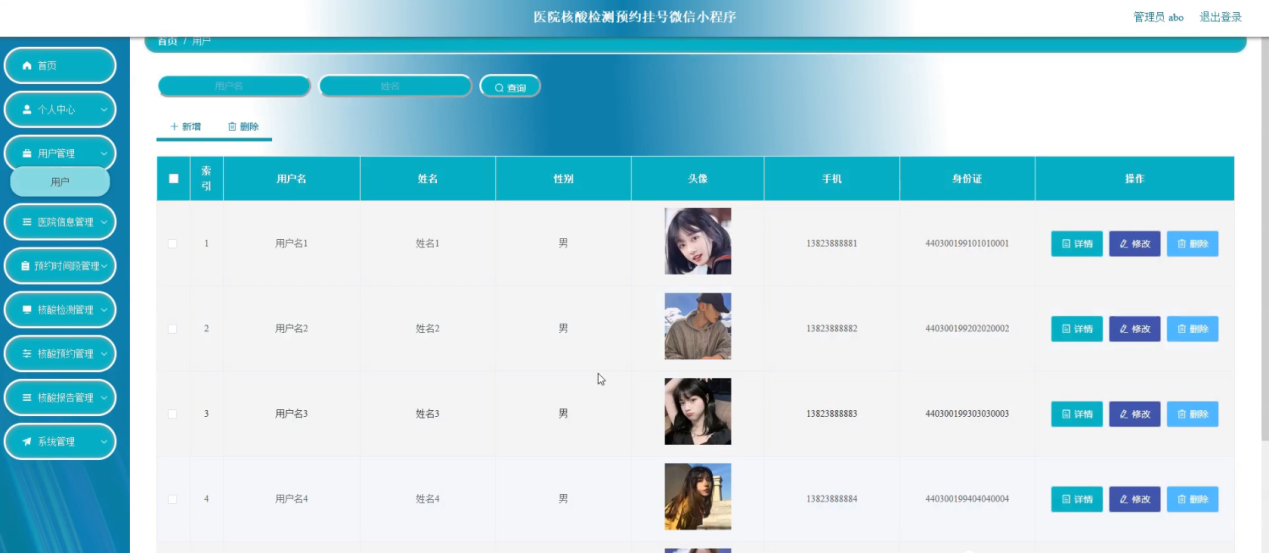 医院核酸检测预约挂号微信小程序
管理员 abo 退出登录
首页 / 用户
首页
个人中心
用户管理
用户
医院信息管理
预约时间段管理
核酸检测管理
核酸预约管理
核酸报告管理
系统管理
用户名 姓名 查询
新增 删除
索引 用户名 姓名 性别 头像 手机 身份证 操作
1 用户名1 姓名1 男 13823888881 440300199101010001 详情 修改 删除
2 用户名2 姓名2 男 13823888882 440300199202020002 详情 修改 删除
3 用户名3 姓名3 男 13823888883 440300199303030003 详情 修改 删除
4 用户名4 姓名4 男 13823888884 440300199404040004 详情 修改 删除